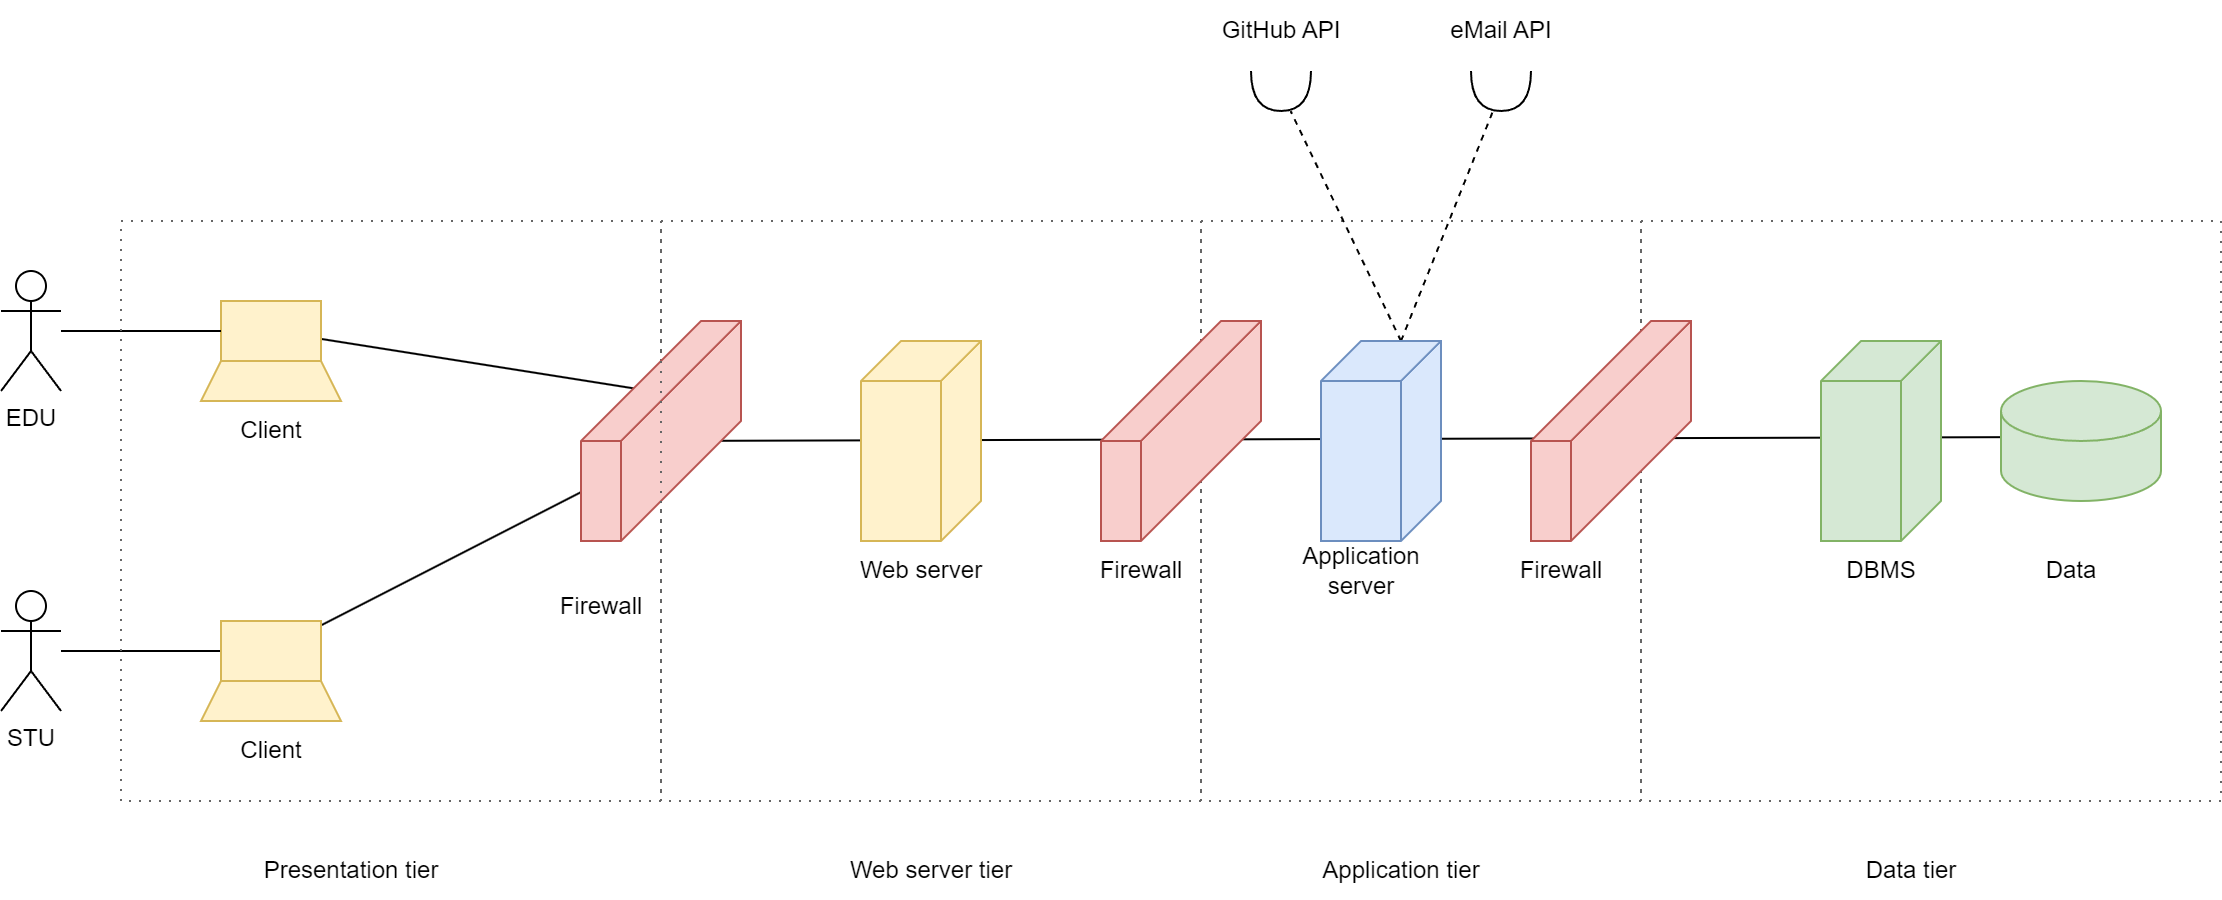 GitHub API
eMail API
EDU
Client
STU
Client
Firewall
Web server
Firewall
Application
server
Firewall
DBMS
Data
Presentation tier
Web server tier
Application tier
Data tier